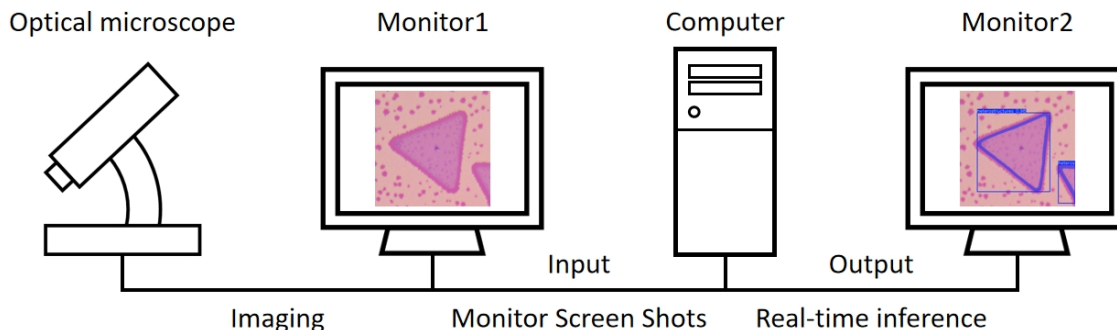 Optical microscope
Monitor1
Computer
Monitor2
Input
Output
Imaging
Monitor Screen Shots
Real-time inference